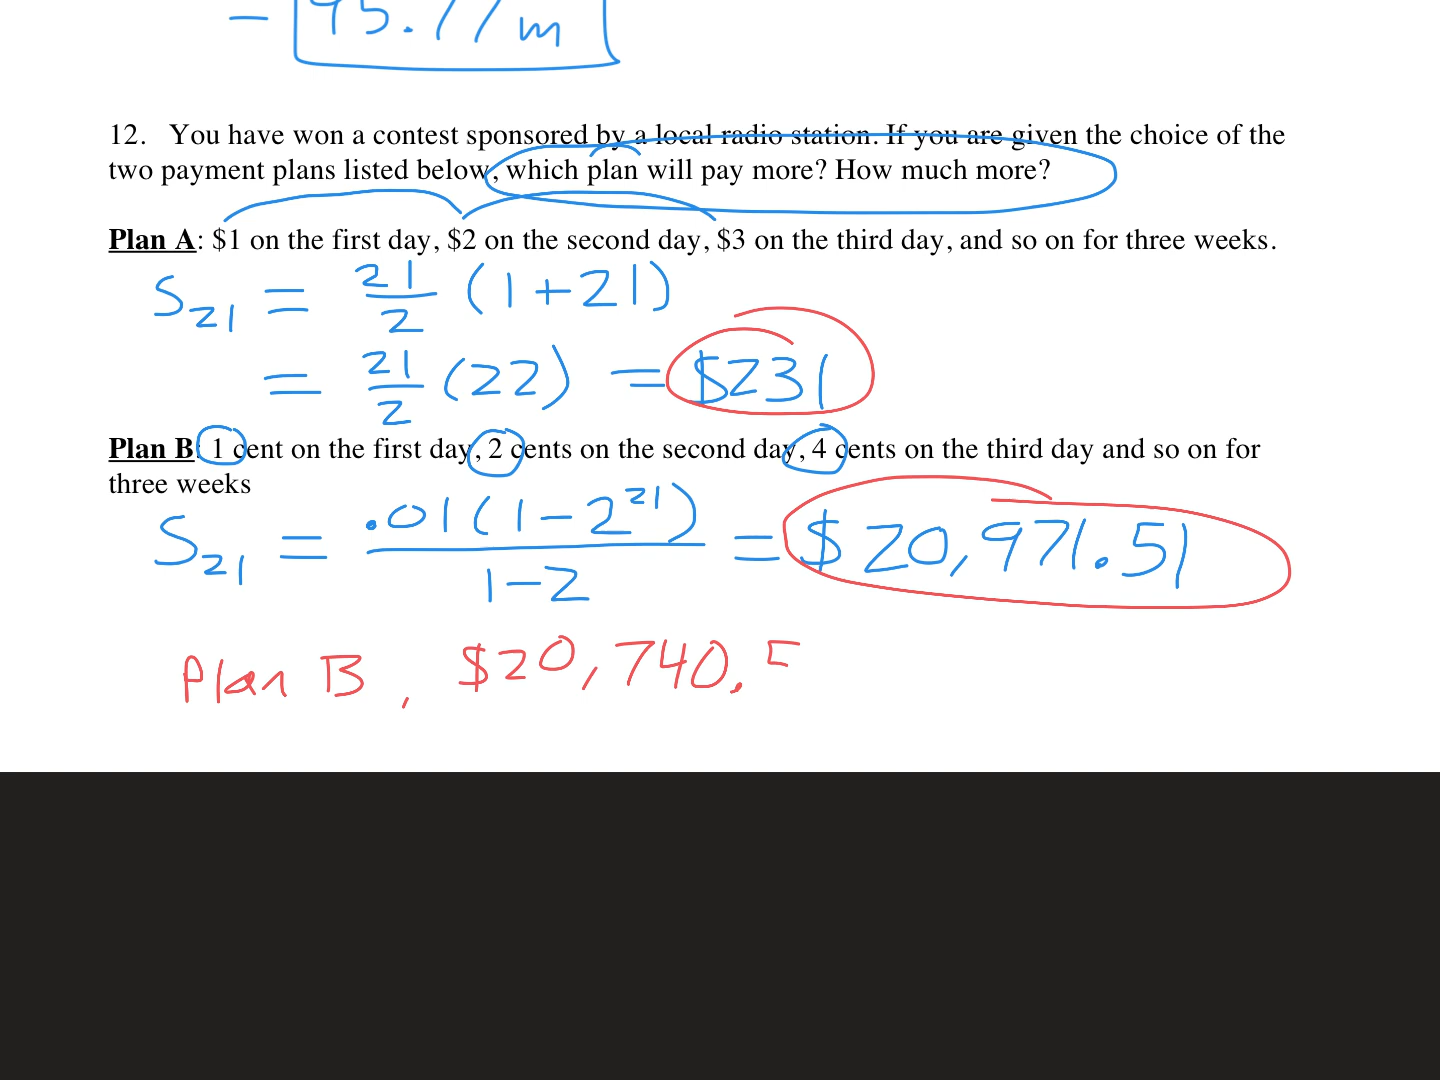 = 95.77m
12. You have won a contest sponsored by a local radio station. If you are given the choice of the
two payment plans listed below, which plan will pay more? How much more?
Plan A: $1 on the first day, $2 on the second day, $3 on the third day, and so on for three weeks.
S21 = 21/2 (1+21)
= 21/2 (22) = $231
Plan B: 1 cent on the first day, 2 cents on the second day, 4 cents on the third day and so on for
three weeks
S21 = .01(1-2^21) / 1-2 = $20,971.51
Plan B, $20,740.5